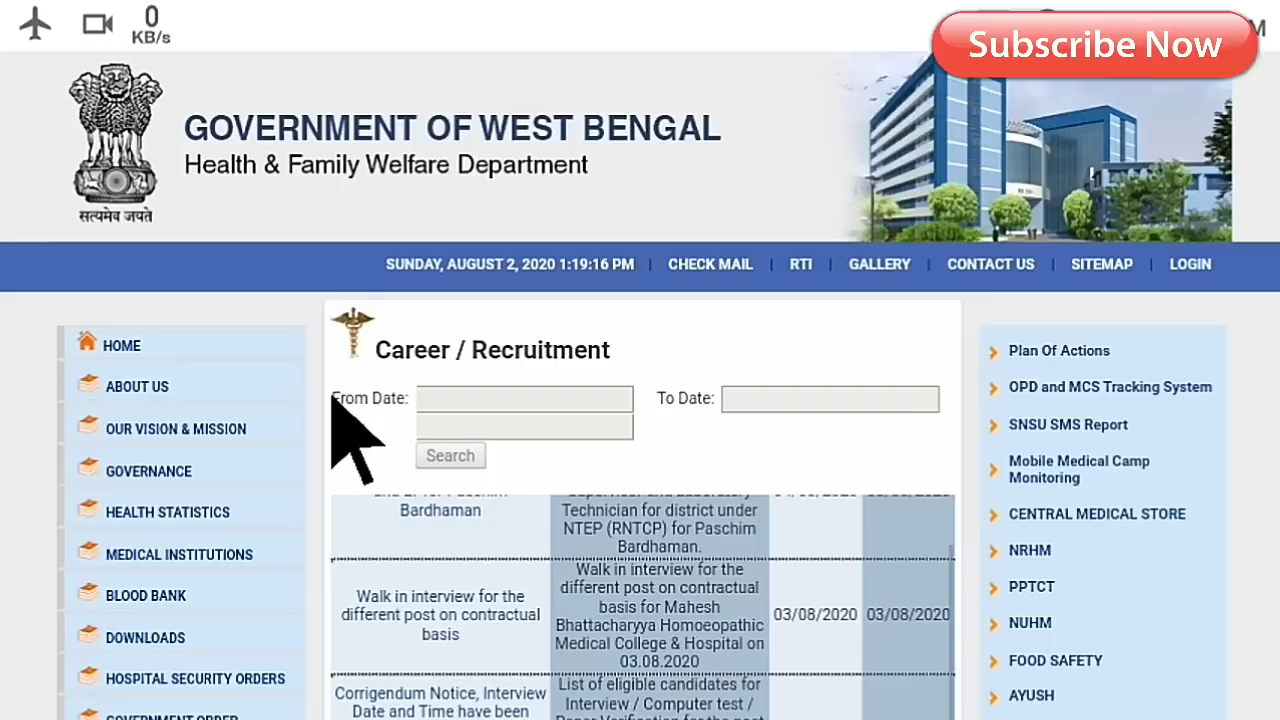 0
KB/s
Subscribe Now
M
सत्यमेव जयते
GOVERNMENT OF WEST BENGAL
Health & Family Welfare Department
SUNDAY, AUGUST 2, 2020 1:19:16 PM | CHECK MAIL | RTI | GALLERY | CONTACT US | SITEMAP | LOGIN
HOME
ABOUT US
OUR VISION & MISSION
GOVERNANCE
HEALTH STATISTICS
MEDICAL INSTITUTIONS
BLOOD BANK
DOWNLOADS
HOSPITAL SECURITY ORDERS
GOVERNMENT ORDER
Career / Recruitment
From Date:
To Date:
Search
Bardhaman
Supervisor and Laboratory
Technician for district under
NTEP (RNTCP) for Paschim
Bardhaman.
Walk in interview for the
different post on contractual
basis
Walk in interview for the
different post on contractual
basis for Mahesh
Bhattacharyya Homoeopathic
Medical College & Hospital on
03.08.2020
03/08/2020
03/08/2020
Corrigendum Notice, Interview
Date and Time have been
List of eligible candidates for
Interview / Computer test /
Plan Of Actions
OPD and MCS Tracking System
SNSU SMS Report
Mobile Medical Camp
Monitoring
CENTRAL MEDICAL STORE
NRHM
PPTCT
NUHM
FOOD SAFETY
AYUSH